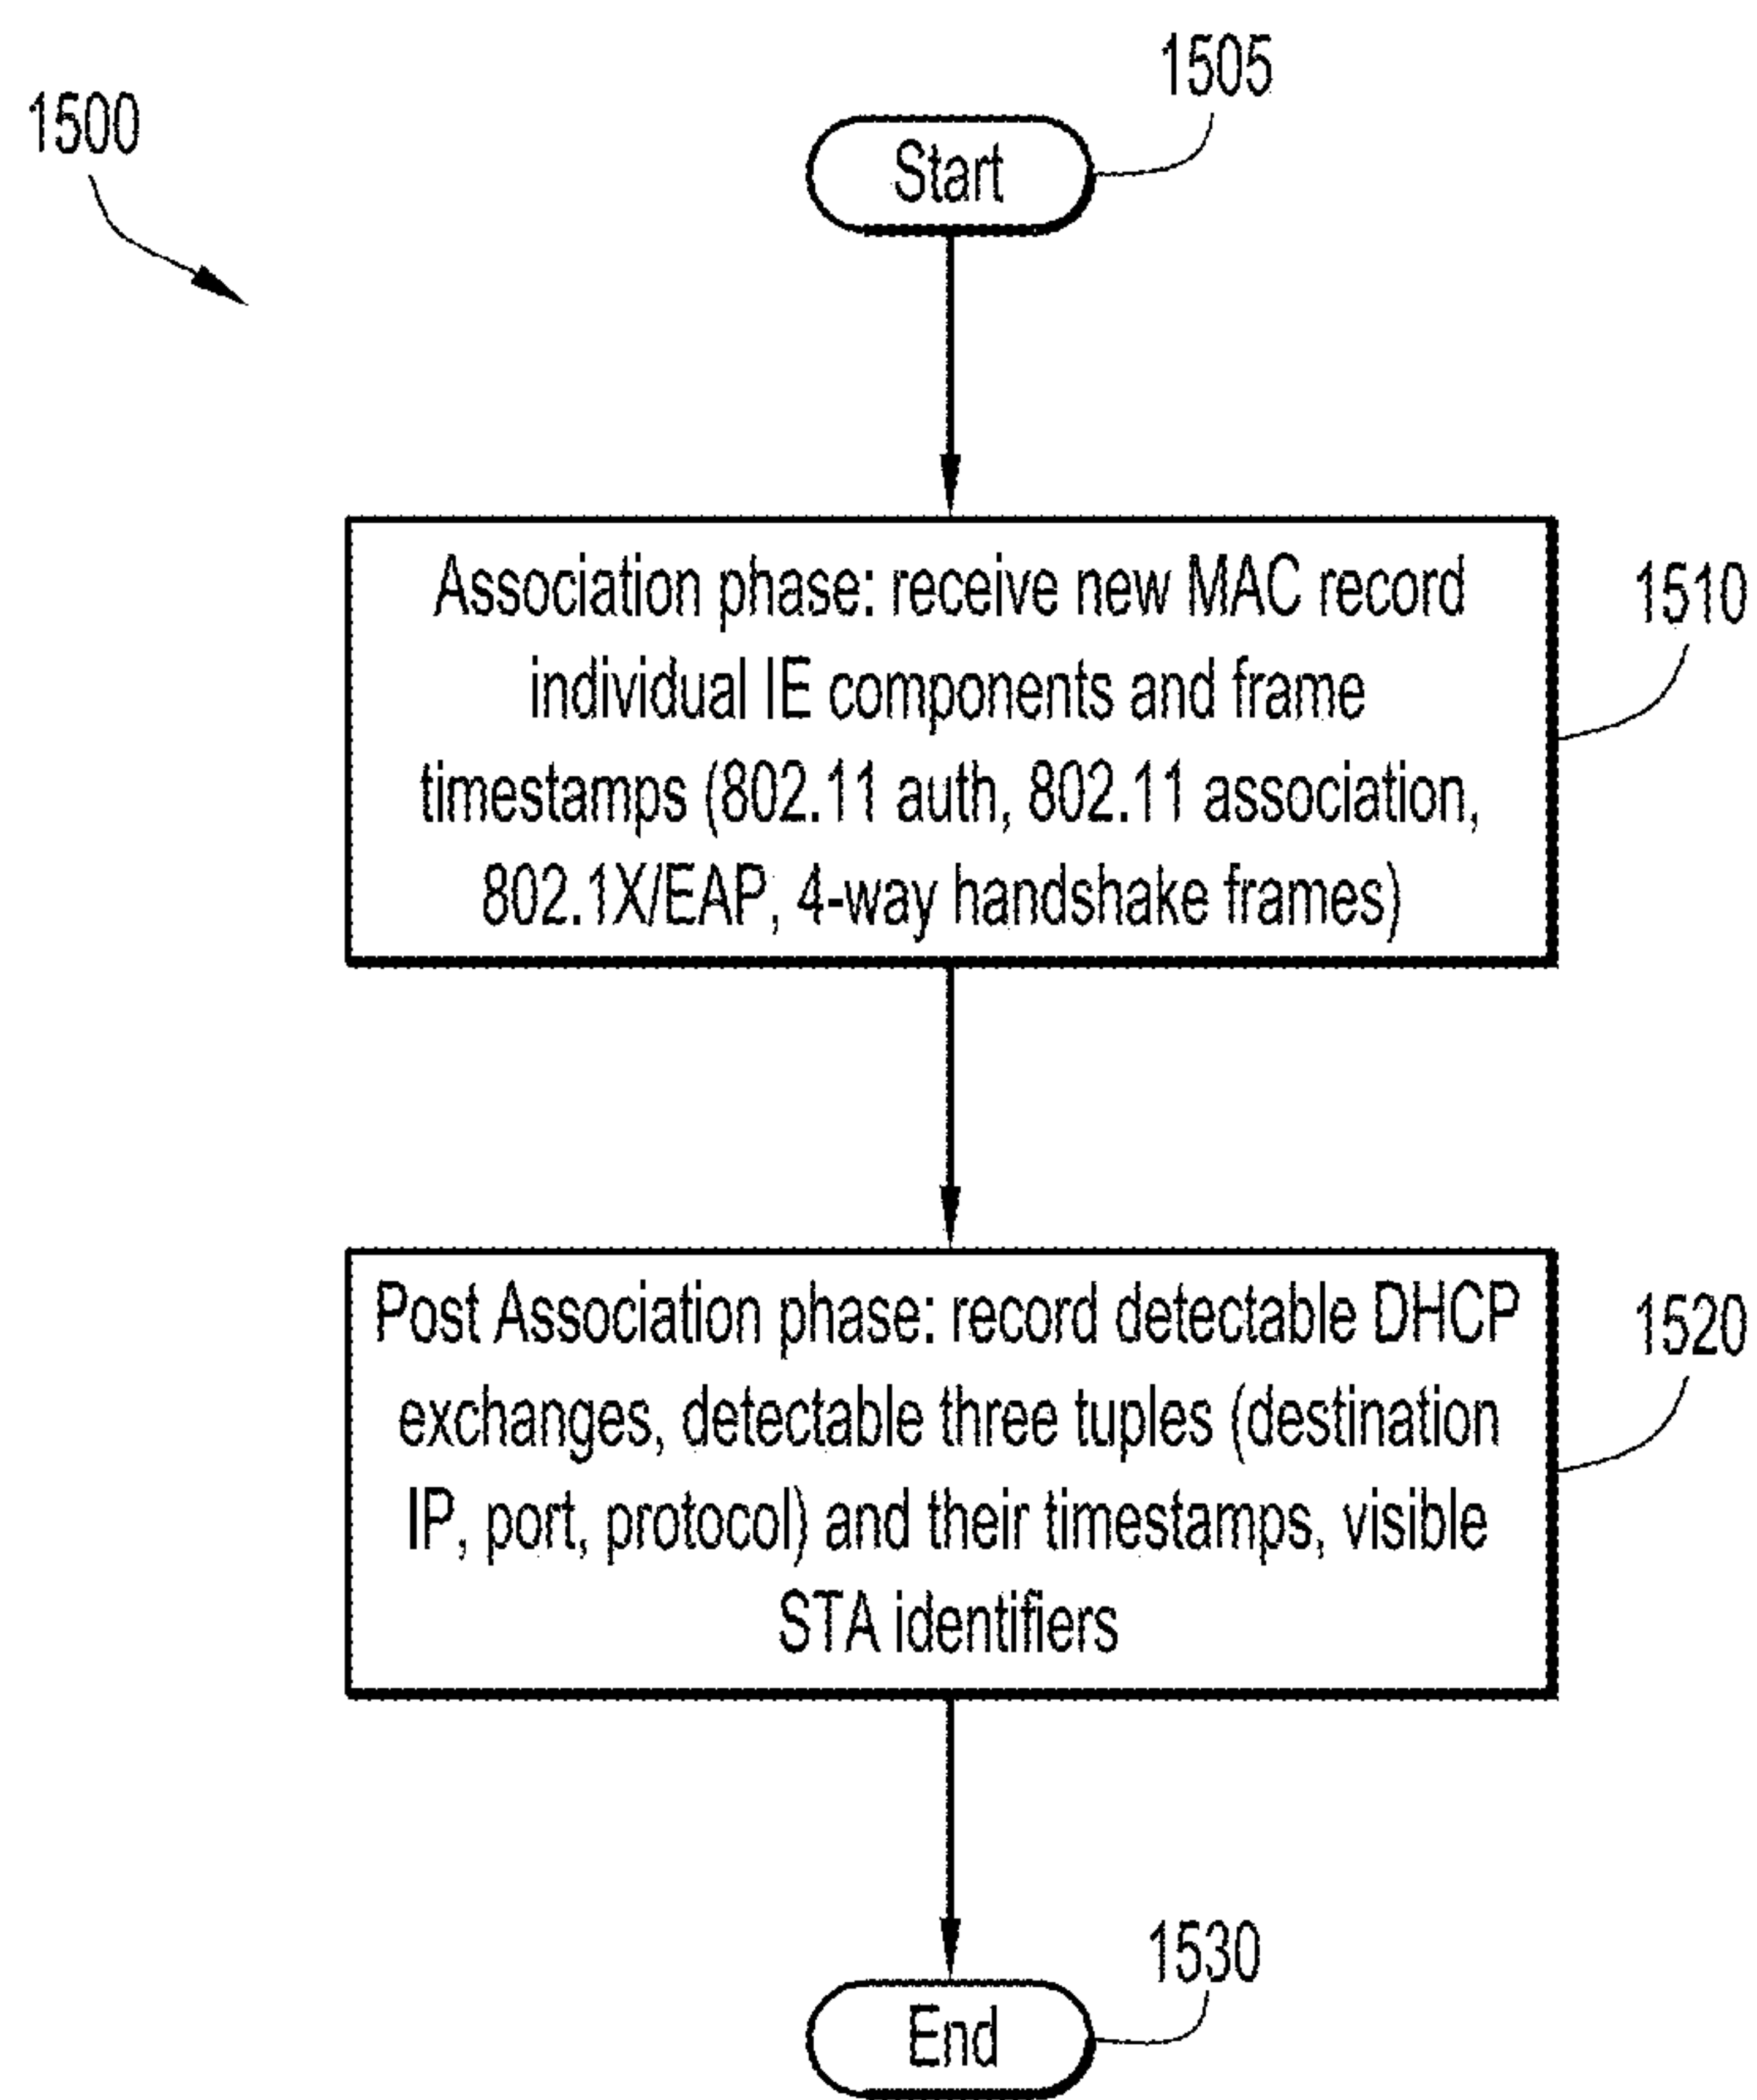 1500
1505
Start
Association phase: receive new MAC record
individual IE components and frame
timestamps (802.11 auth, 802.11 association,
802.1X/EAP, 4-way handshake frames)
1510
Post Association phase: record detectable DHCP
exchanges, detectable three tuples (destination
IP, port, protocol) and their timestamps, visible
STA identifiers
1520
1530
End